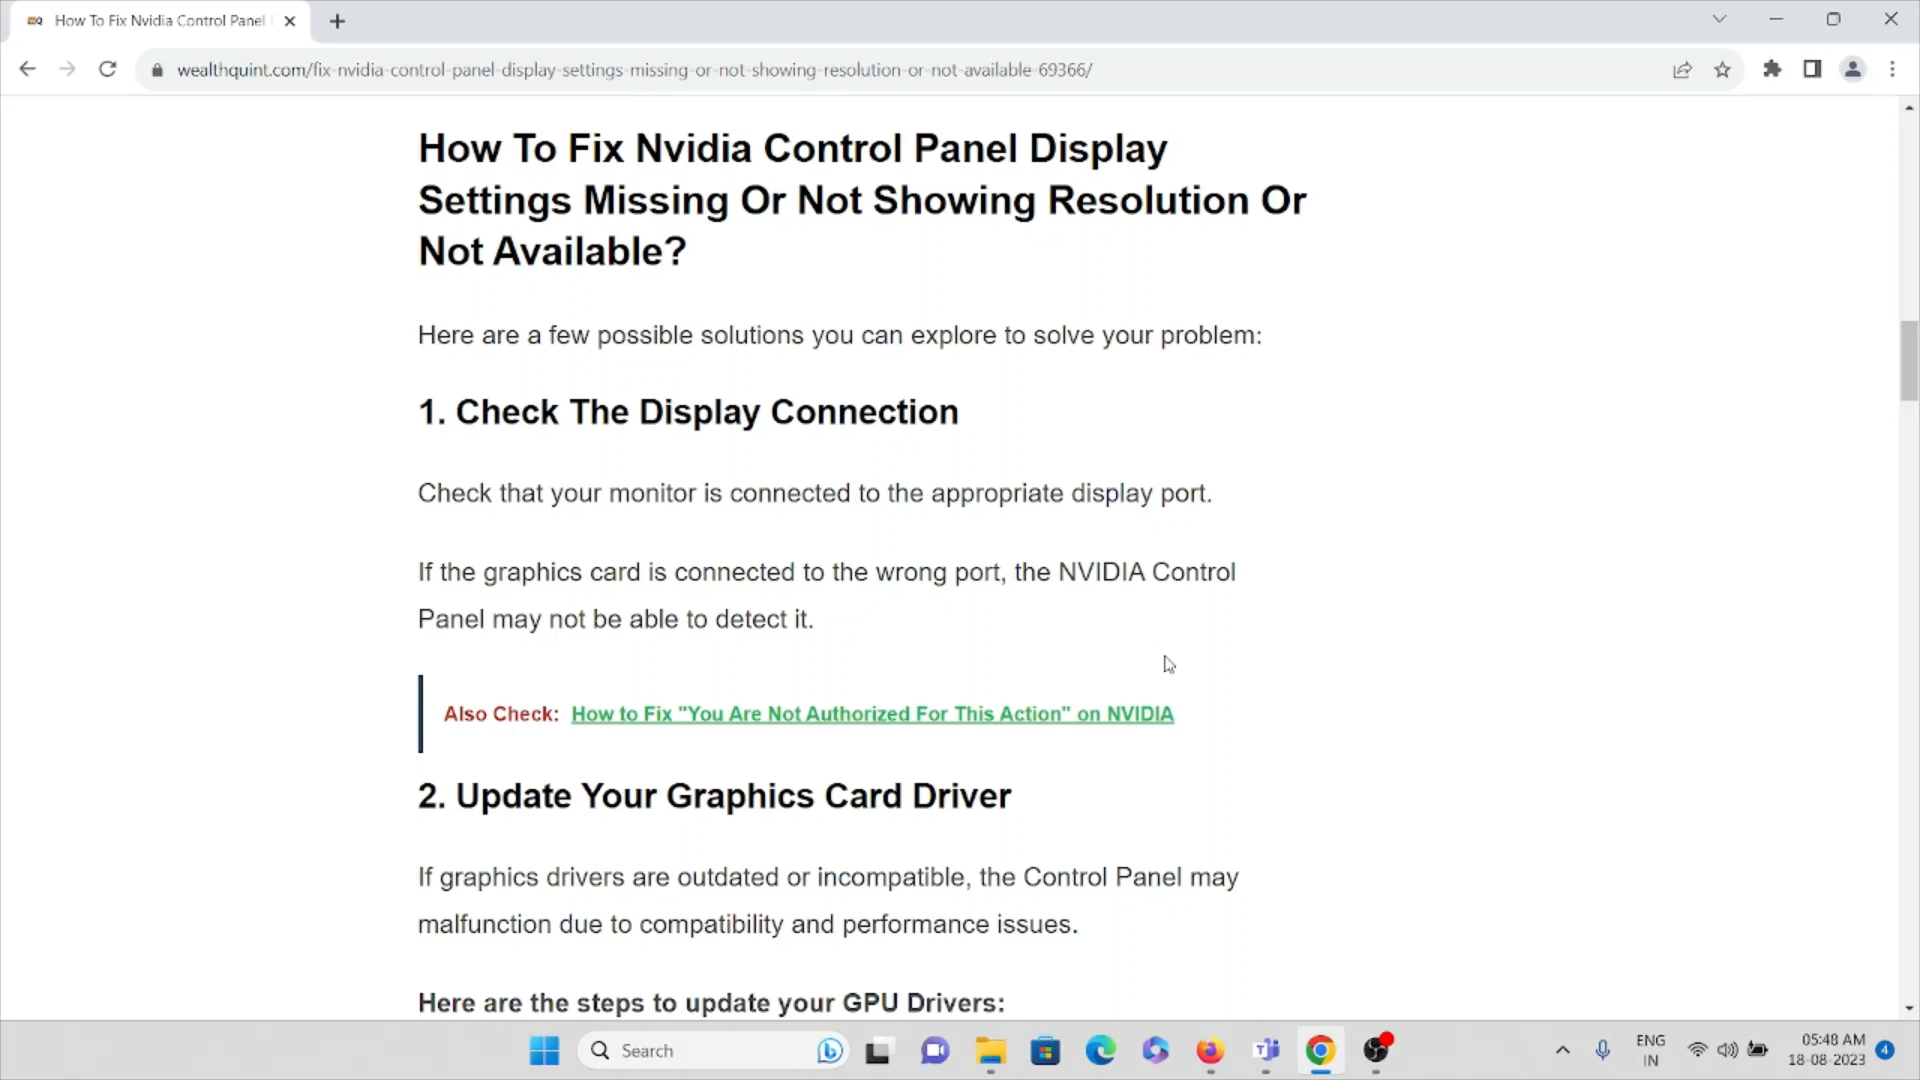 How To Fix Nvidia Control Panel
wealthquint.com/fix-nvidia-control-panel-display-settings-missing-or-not-showing-resolution-or-not-available-69366/
How To Fix Nvidia Control Panel Display
Settings Missing Or Not Showing Resolution Or
Not Available?
Here are a few possible solutions you can explore to solve your problem:
1. Check The Display Connection
Check that your monitor is connected to the appropriate display port.
If the graphics card is connected to the wrong port, the NVIDIA Control
Panel may not be able to detect it.
Also Check: How to Fix "You Are Not Authorized For This Action" on NVIDIA
2. Update Your Graphics Card Driver
If graphics drivers are outdated or incompatible, the Control Panel may
malfunction due to compatibility and performance issues.
Here are the steps to update your GPU Drivers:
Search
ENG
IN
05:48 AM
18-08-2023
4